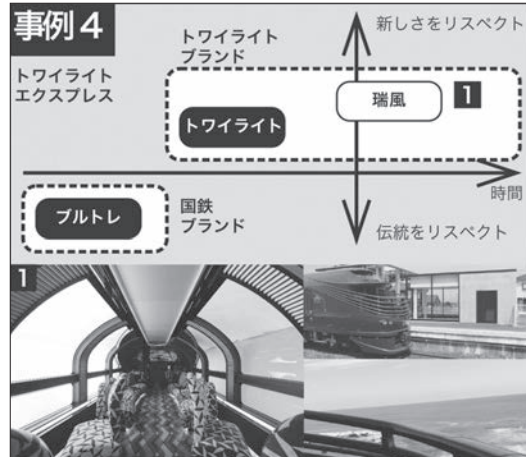 事例 4
トワイライト
エクスプレス
トワイライト
ブランド
新しさをリスペクト
瑞風
1
トワイライト
時間
ブルトレ
国鉄
ブランド
伝統をリスペクト
1